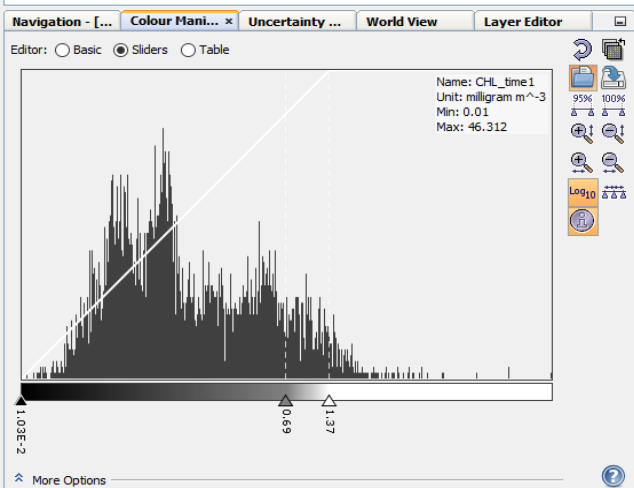 Navigation - [... Colour Mani... × Uncertainty ... World View Layer Editor
Editor: Basic Sliders Table
Name: CHL_time1
Unit: milligram m^-3
Min: 0.01
Max: 46.312
95% 100%
Log10
1.03E-2 0.69 1.37
More Options
?